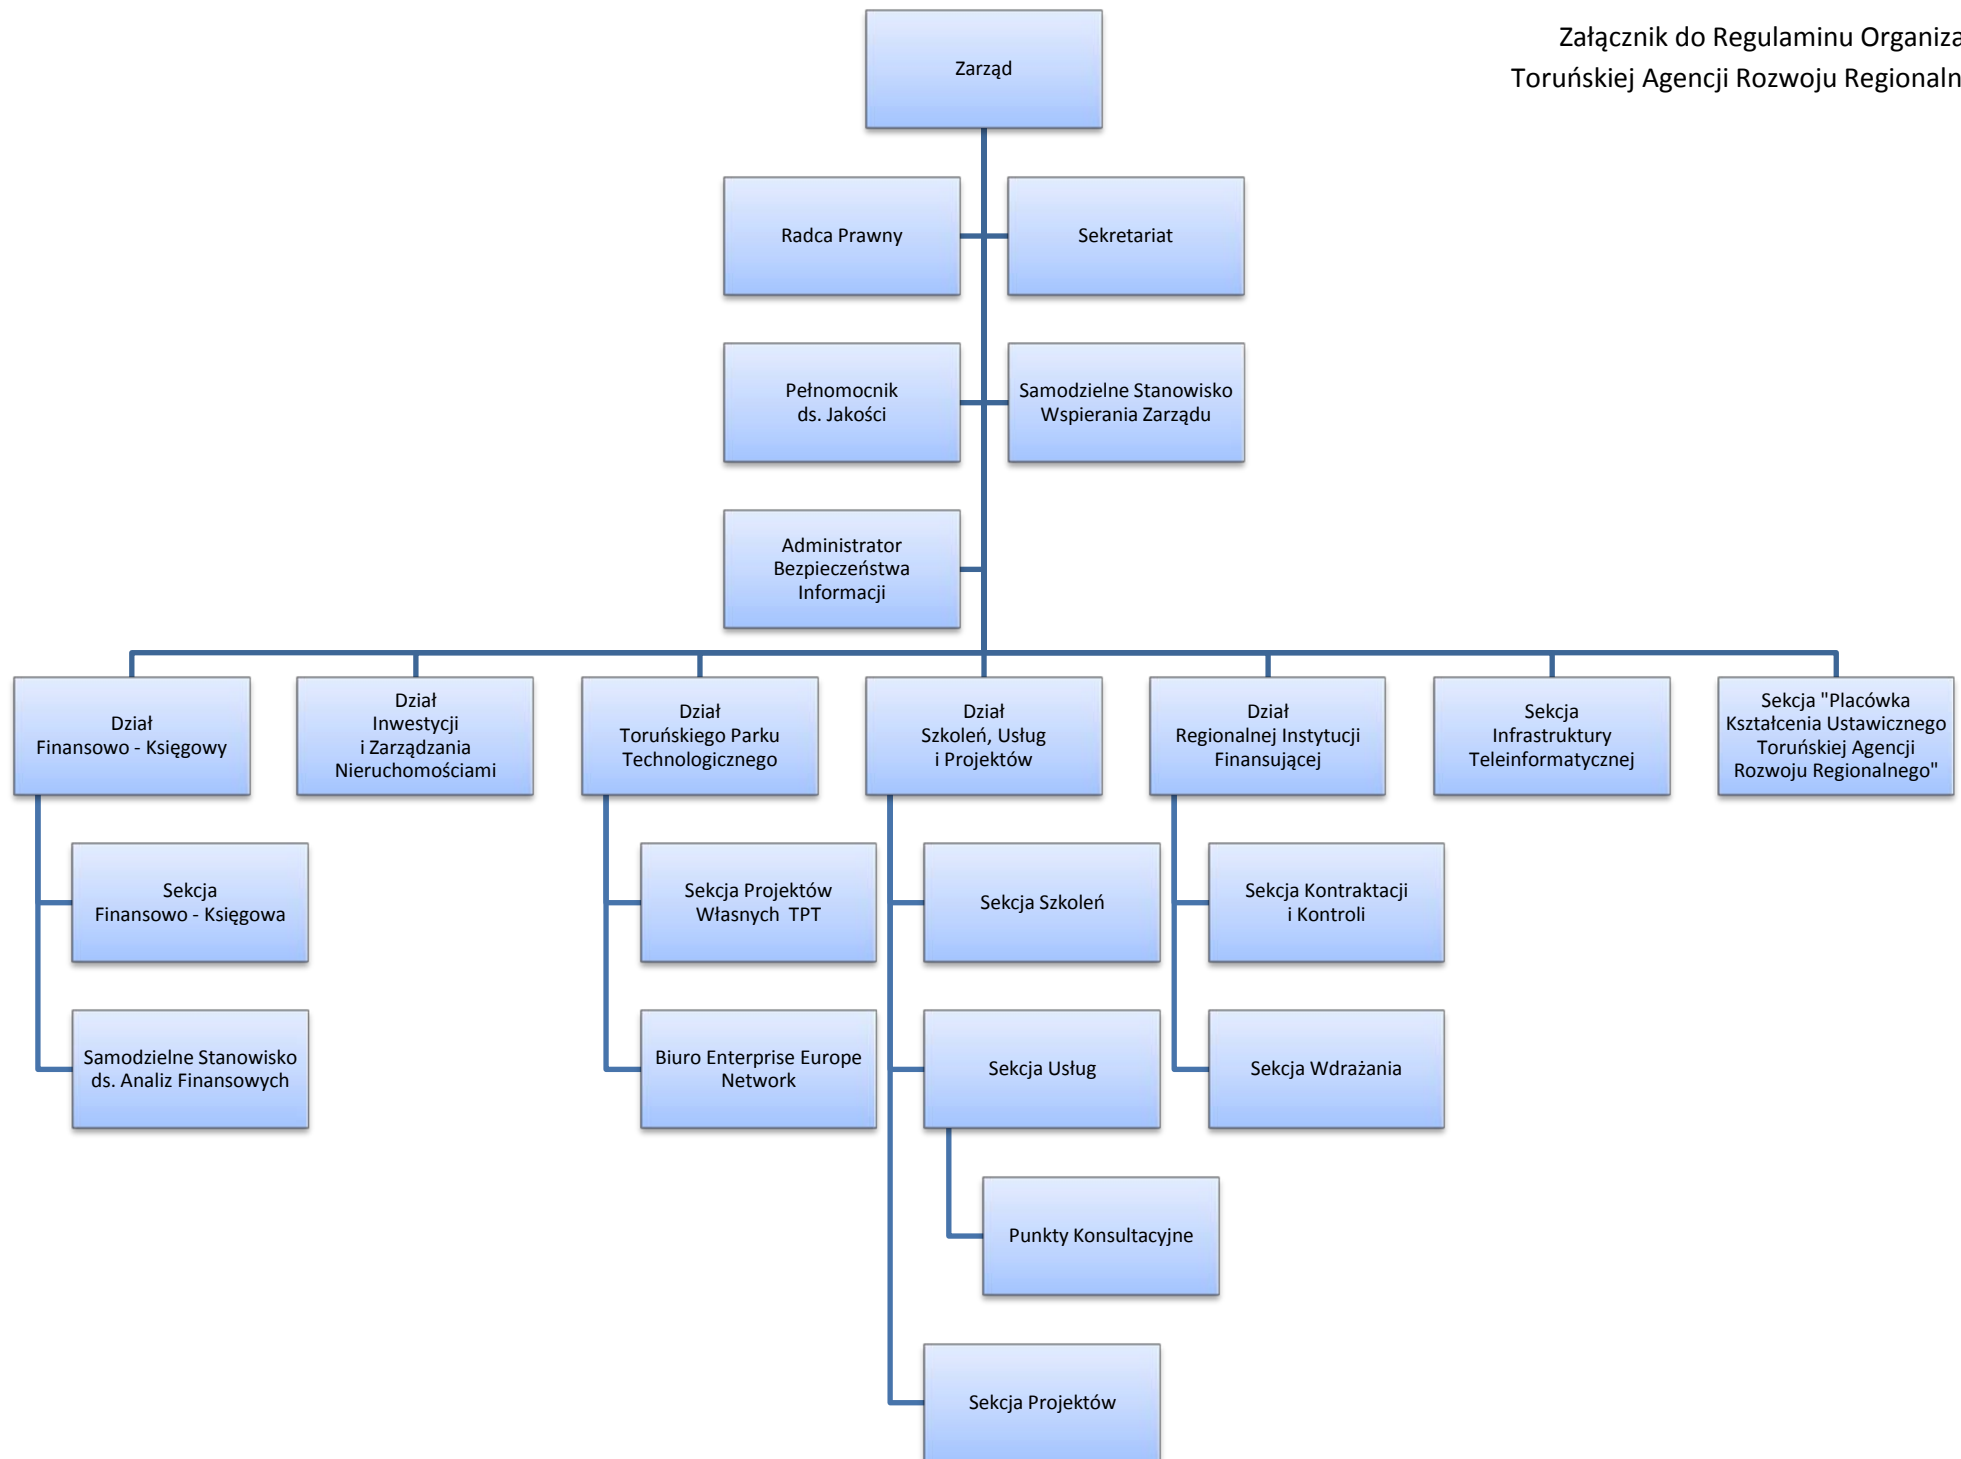 Załącznik do Regulaminu Organiza
Toruńskiej Agencji Rozwoju Regionaln
Zarząd
Radca Prawny
Sekretariat
Pełnomocnik
ds. Jakości
Samodzielne Stanowisko
Wspierania Zarządu
Administrator
Bezpieczeństwa
Informacji
Dział
Finansowo - Księgowy
Dział
Inwestycji
i Zarządzania
Nieruchomościami
Dział
Toruńskiego Parku
Technologicznego
Dział
Szkoleń, Usług
i Projektów
Dział
Regionalnej Instytucji
Finansującej
Sekcja
Infrastruktury
Teleinformatycznej
Sekcja "Placówka
Kształcenia Ustawicznego
Toruńskiej Agencji
Rozwoju Regionalnego"
Sekcja
Finansowo - Księgowa
Sekcja Projektów
Własnych TPT
Sekcja Szkoleń
Sekcja Kontraktacji
i Kontroli
Samodzielne Stanowisko
ds. Analiz Finansowych
Biuro Enterprise Europe
Network
Sekcja Usług
Sekcja Wdrażania
Punkty Konsultacyjne
Sekcja Projektów